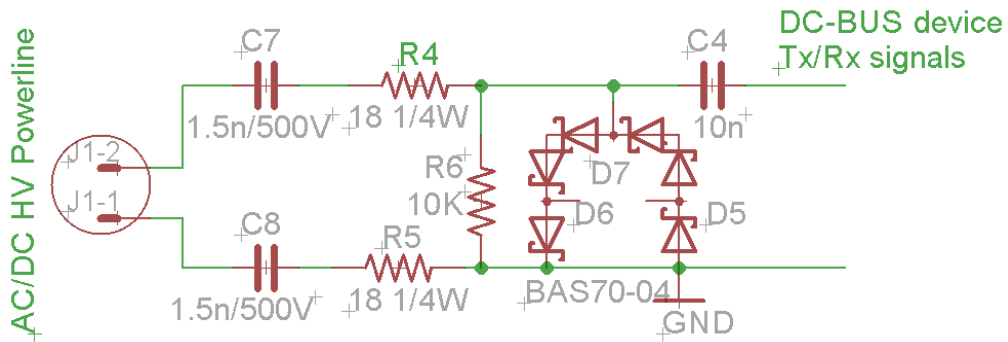 AC/DC HV Powerline
J1-2
J1-1
C7
1.5n/500V
R4
18 1/4W
C8
1.5n/500V
R5
18 1/4W
R6
10K
D7
D6
D5
BAS70-04
GND
C4
10n
DC-BUS device
Tx/Rx signals